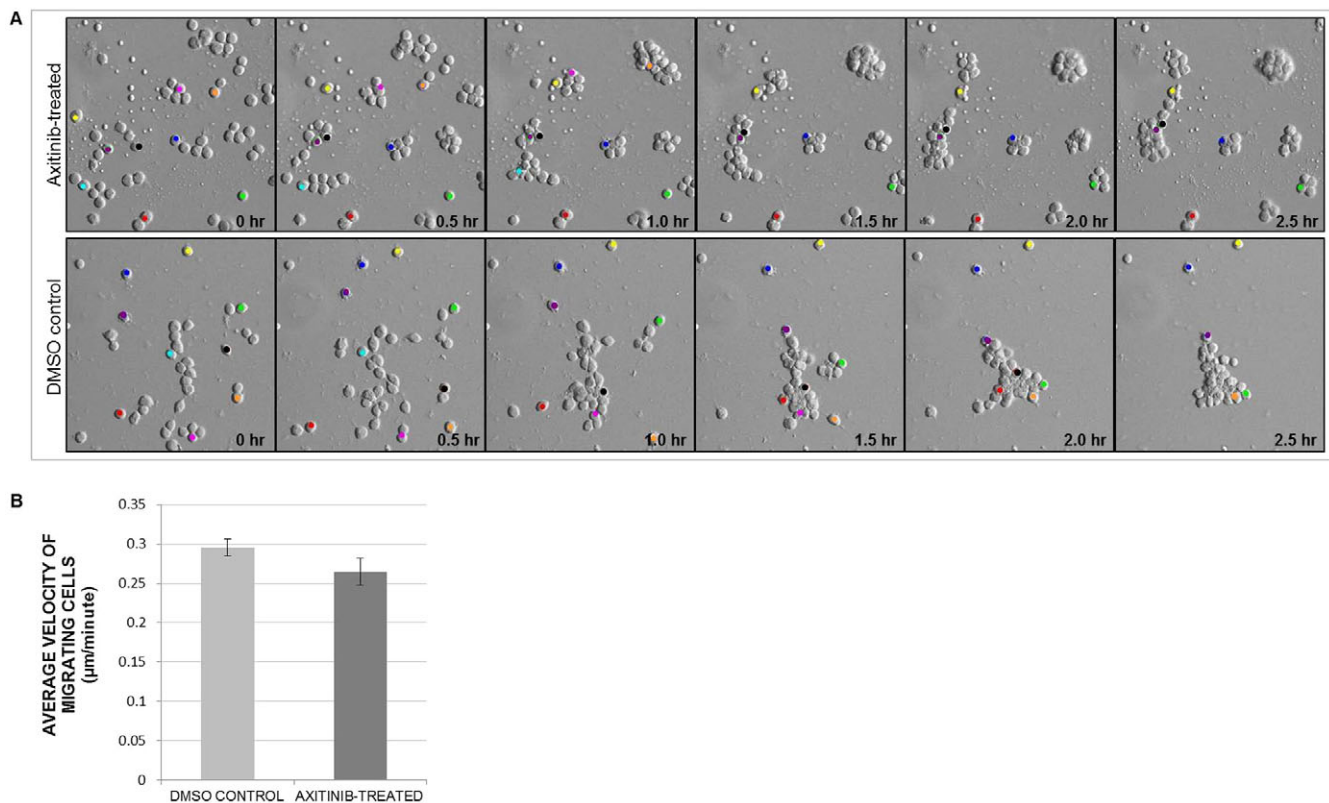 A
Axitinib-treated
0 hr
0.5 hr
1.0 hr
1.5 hr
2.0 hr
2.5 hr
DMSO control
0 hr
0.5 hr
1.0 hr
1.5 hr
2.0 hr
2.5 hr
B
AVERAGE VELOCITY OF
MIGRATING CELLS
(µm/minute)
0.35
0.3
0.25
0.2
0.15
0.1
0.05
0
DMSO CONTROL
AXITINIB-TREATED